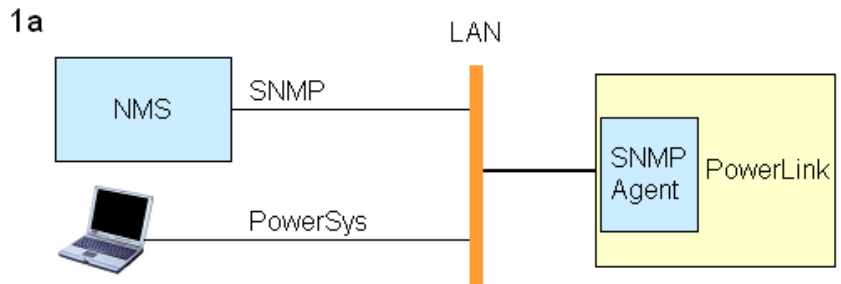 1a
LAN
NMS
SNMP
SNMP
Agent
PowerLink
PowerSys